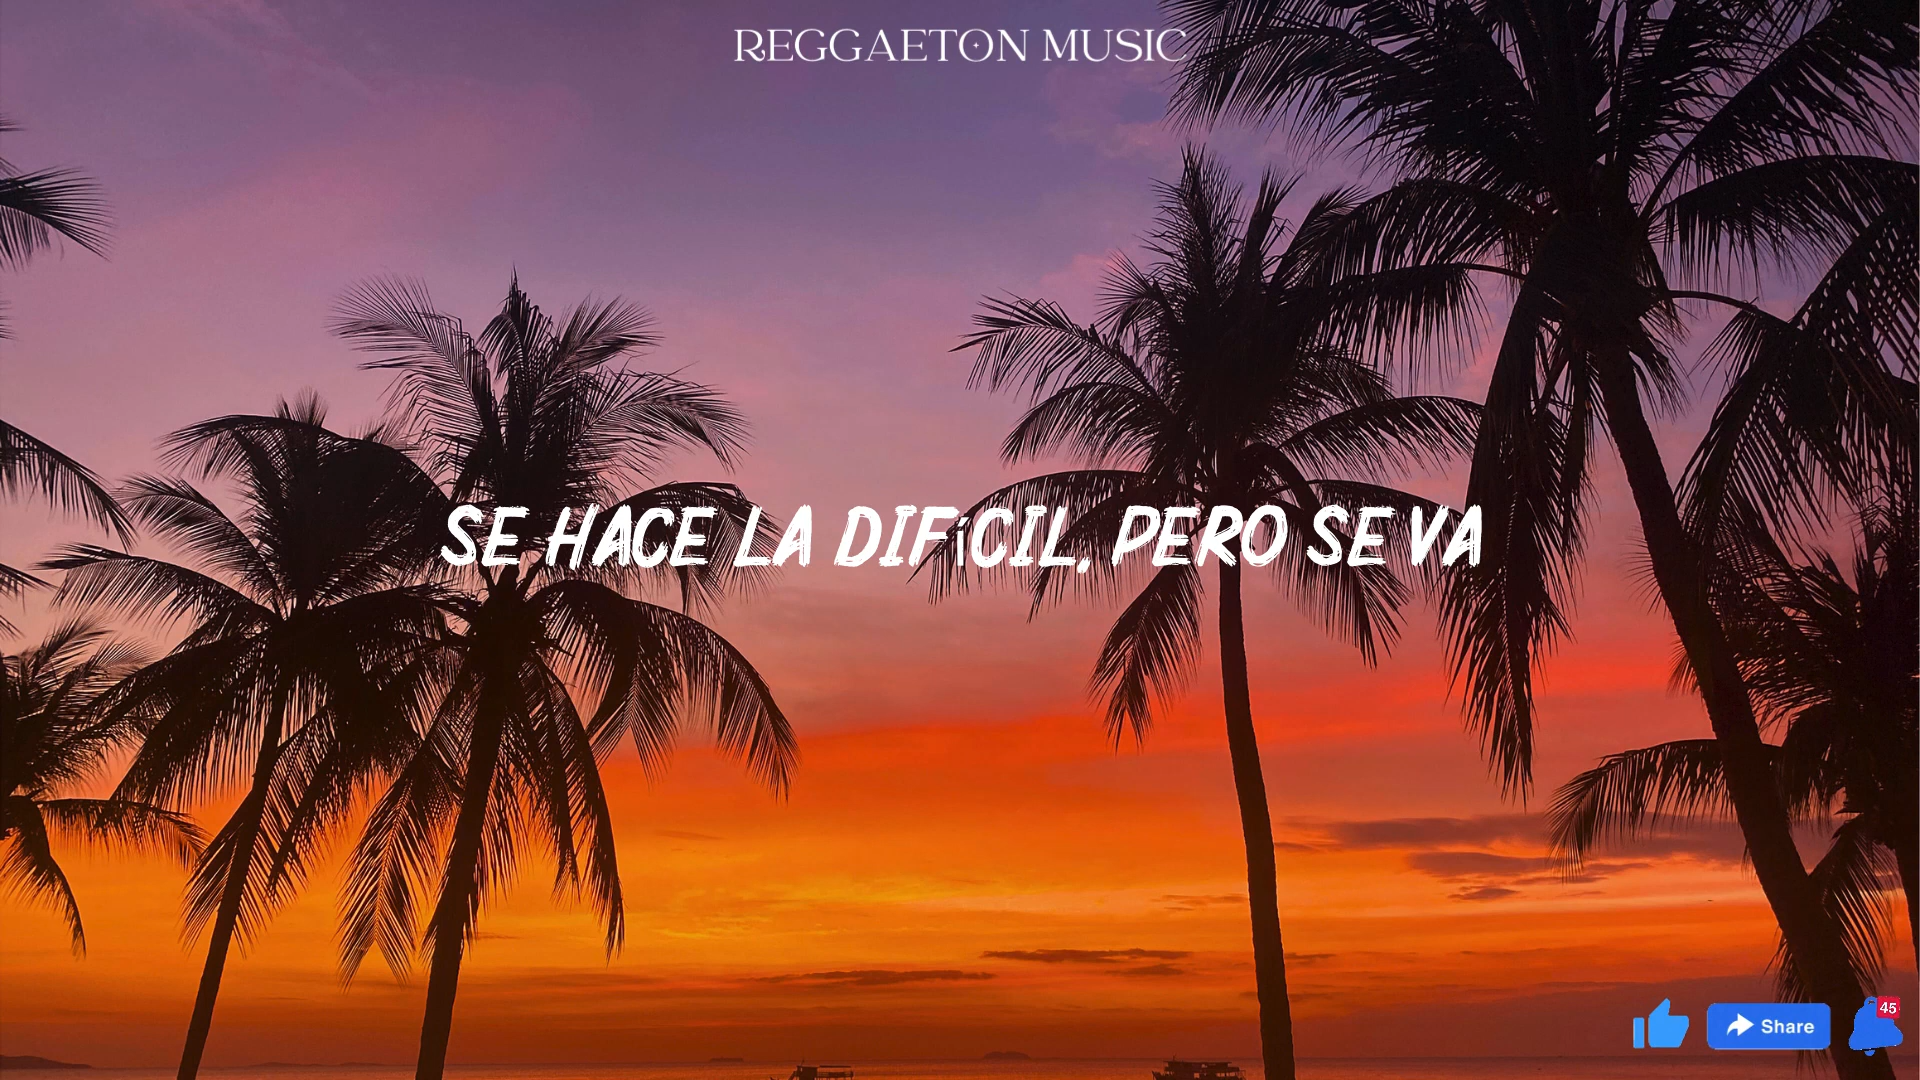 REGGAETON MUSIC
SE HACE LA DIFíCIL, PERO SE VA
Share
45